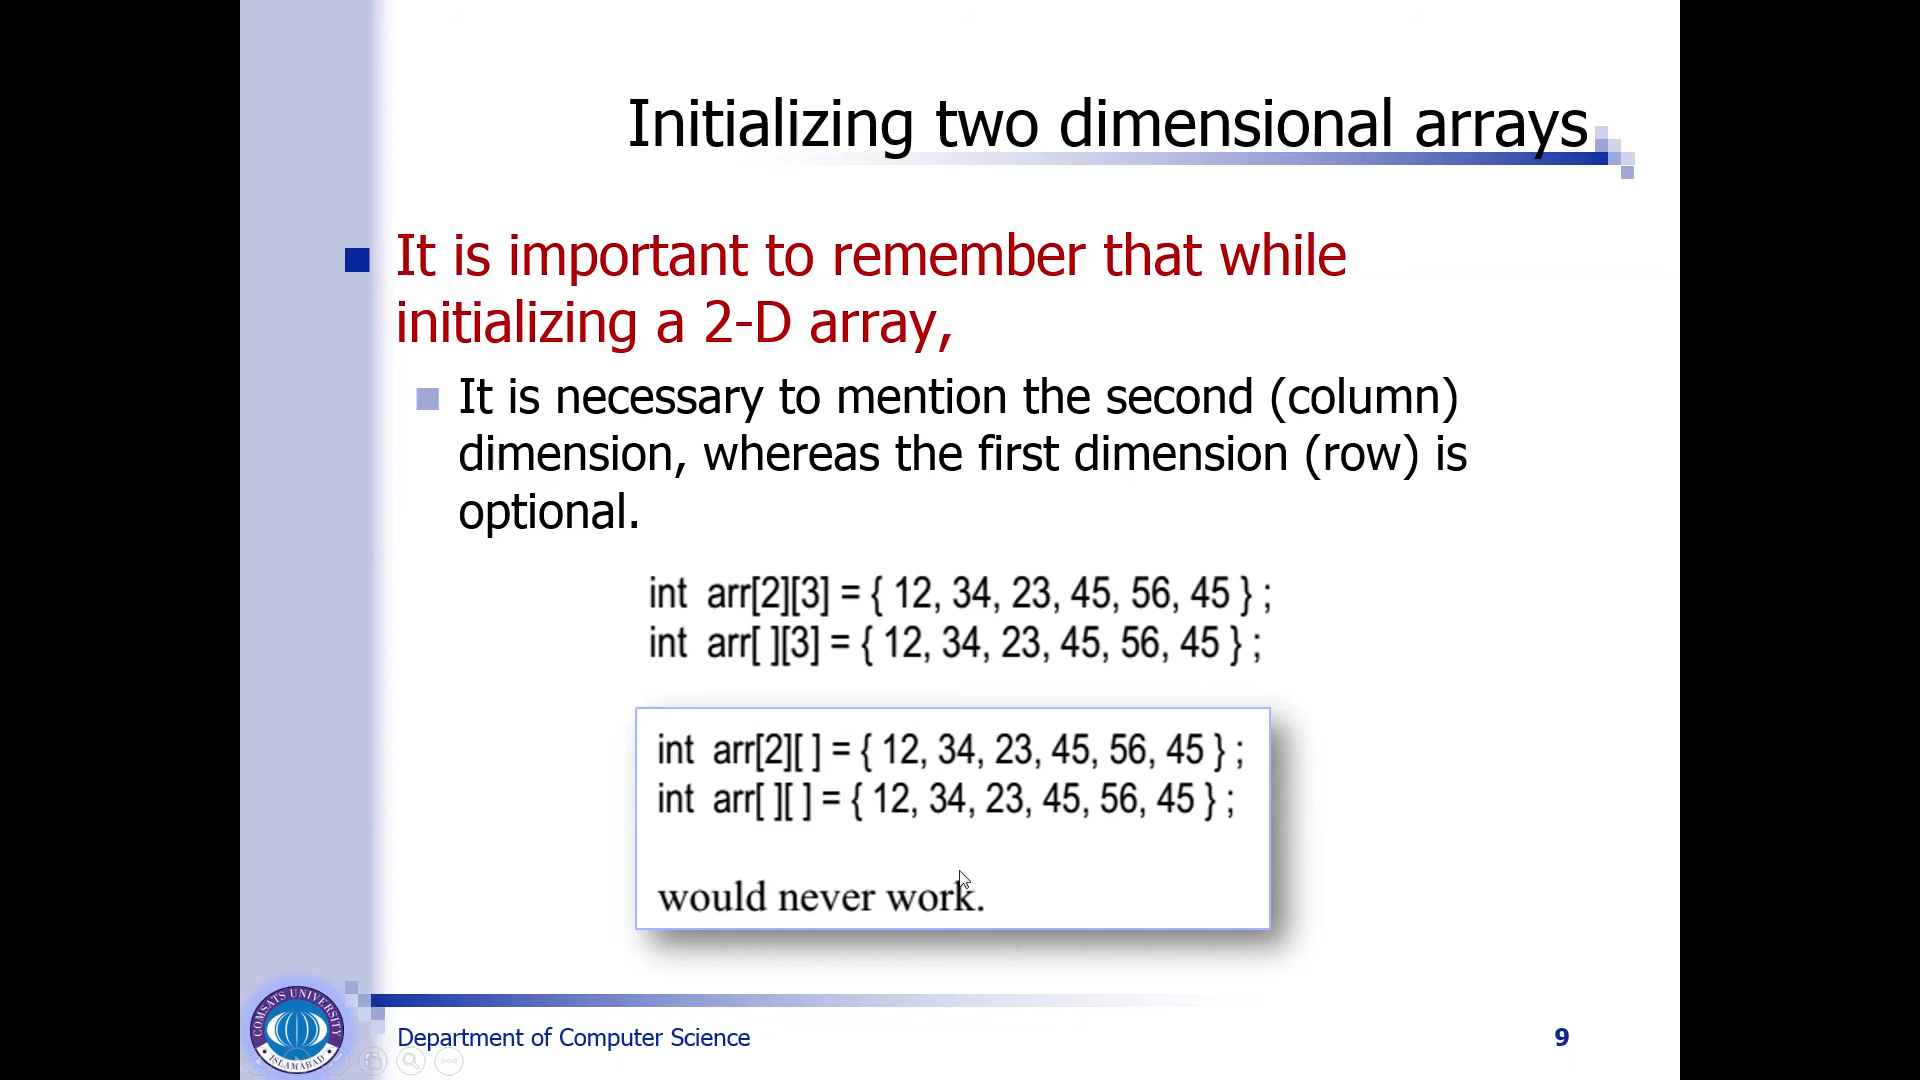 Initializing two dimensional arrays
It is important to remember that while
initializing a 2-D array,
It is necessary to mention the second (column)
dimension, whereas the first dimension (row) is
optional.
int arr[2][3] = { 12, 34, 23, 45, 56, 45 } ;
int arr[ ][3] = { 12, 34, 23, 45, 56, 45 } ;
int arr[2][ ] = { 12, 34, 23, 45, 56, 45 } ;
int arr[ ][ ] = { 12, 34, 23, 45, 56, 45 } ;
would never work.
COMSATS UNIVERSITY
ISLAMABAD
Department of Computer Science
9